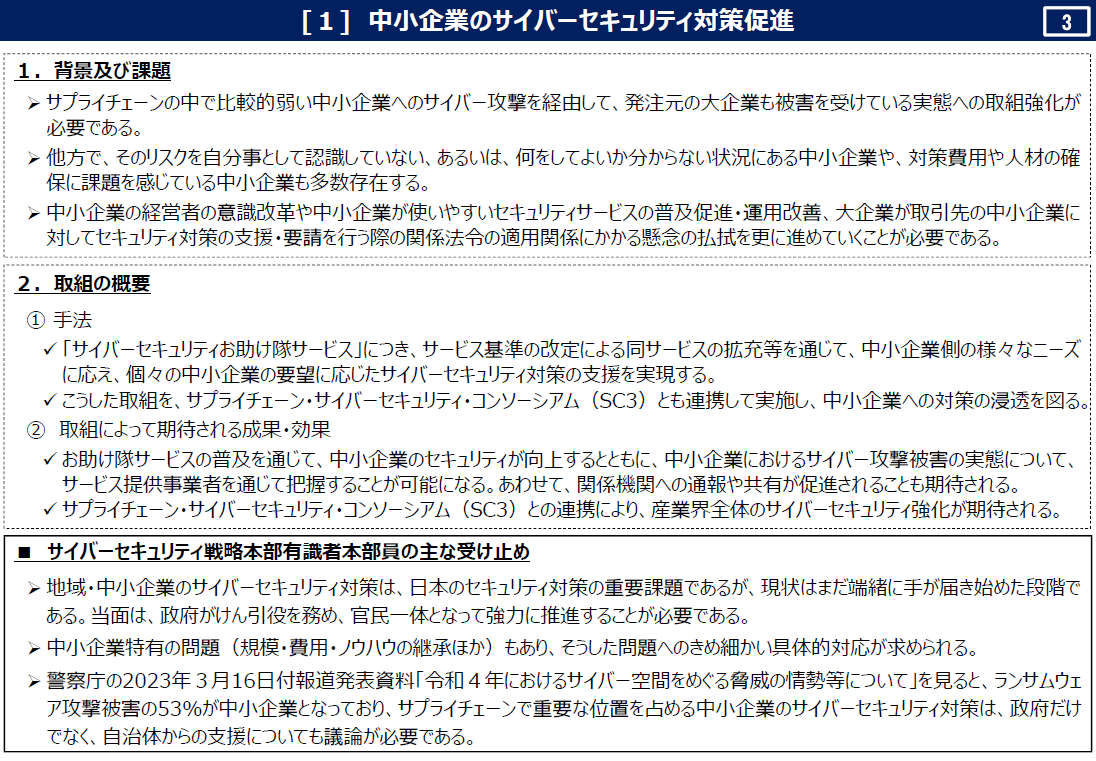 [１] 中小企業のサイバーセキュリティ対策促進
3
１．背景及び課題
➢ サプライチェーンの中で比較的弱い中小企業へのサイバー攻撃を経由して、発注元の大企業も被害を受けている実態への取組強化が
必要である。
➢ 他方で、そのリスクを自分事として認識していない、あるいは、何をしてよいか分からない状況にある中小企業や、対策費用や人材の確
保に課題を感じている中小企業も多数存在する。
➢ 中小企業の経営者の意識改革や中小企業が使いやすいセキュリティサービスの普及促進・運用改善、大企業が取引先の中小企業に
対してセキュリティ対策の支援・要請を行う際の関係法令の適用関係にかかる懸念の払拭を更に進めていくことが必要である。
２．取組の概要
① 手法
✓「サイバーセキュリティお助け隊サービス」につき、サービス基準の改定による同サービスの拡充等を通じて、中小企業側の様々なニーズ
に応え、個々の中小企業の要望に応じたサイバーセキュリティ対策の支援を実現する。
✓ こうした取組を、サプライチェーン・サイバーセキュリティ・コンソーシアム（SC3）とも連携して実施し、中小企業への対策の浸透を図る。
② 取組によって期待される成果・効果
✓ お助け隊サービスの普及を通じて、中小企業のセキュリティが向上するとともに、中小企業におけるサイバー攻撃被害の実態について、
サービス提供事業者を通じて把握することが可能になる。あわせて、関係機関への通報や共有が促進されることも期待される。
✓ サプライチェーン・サイバーセキュリティ・コンソーシアム（SC3）との連携により、産業界全体のサイバーセキュリティ強化が期待される。
■ サイバーセキュリティ戦略本部有識者本部員の主な受け止め
➢ 地域・中小企業のサイバーセキュリティ対策は、日本のセキュリティ対策の重要課題であるが、現状はまだ端緒に手が届き始めた段階で
ある。当面は、政府がけん引役を務め、官民一体となって強力に推進することが必要である。
➢ 中小企業特有の問題（規模・費用・ノウハウの継承ほか）もあり、そうした問題へのきめ細かい具体的対応が求められる。
➢ 警察庁の2023年３月16日付報道発表資料「令和４年におけるサイバー空間をめぐる脅威の情勢等について」を見ると、ランサムウェ
ア攻撃被害の53%が中小企業となっており、サプライチェーンで重要な位置を占める中小企業のサイバーセキュリティ対策は、政府だけ
でなく、自治体からの支援についても議論が必要である。